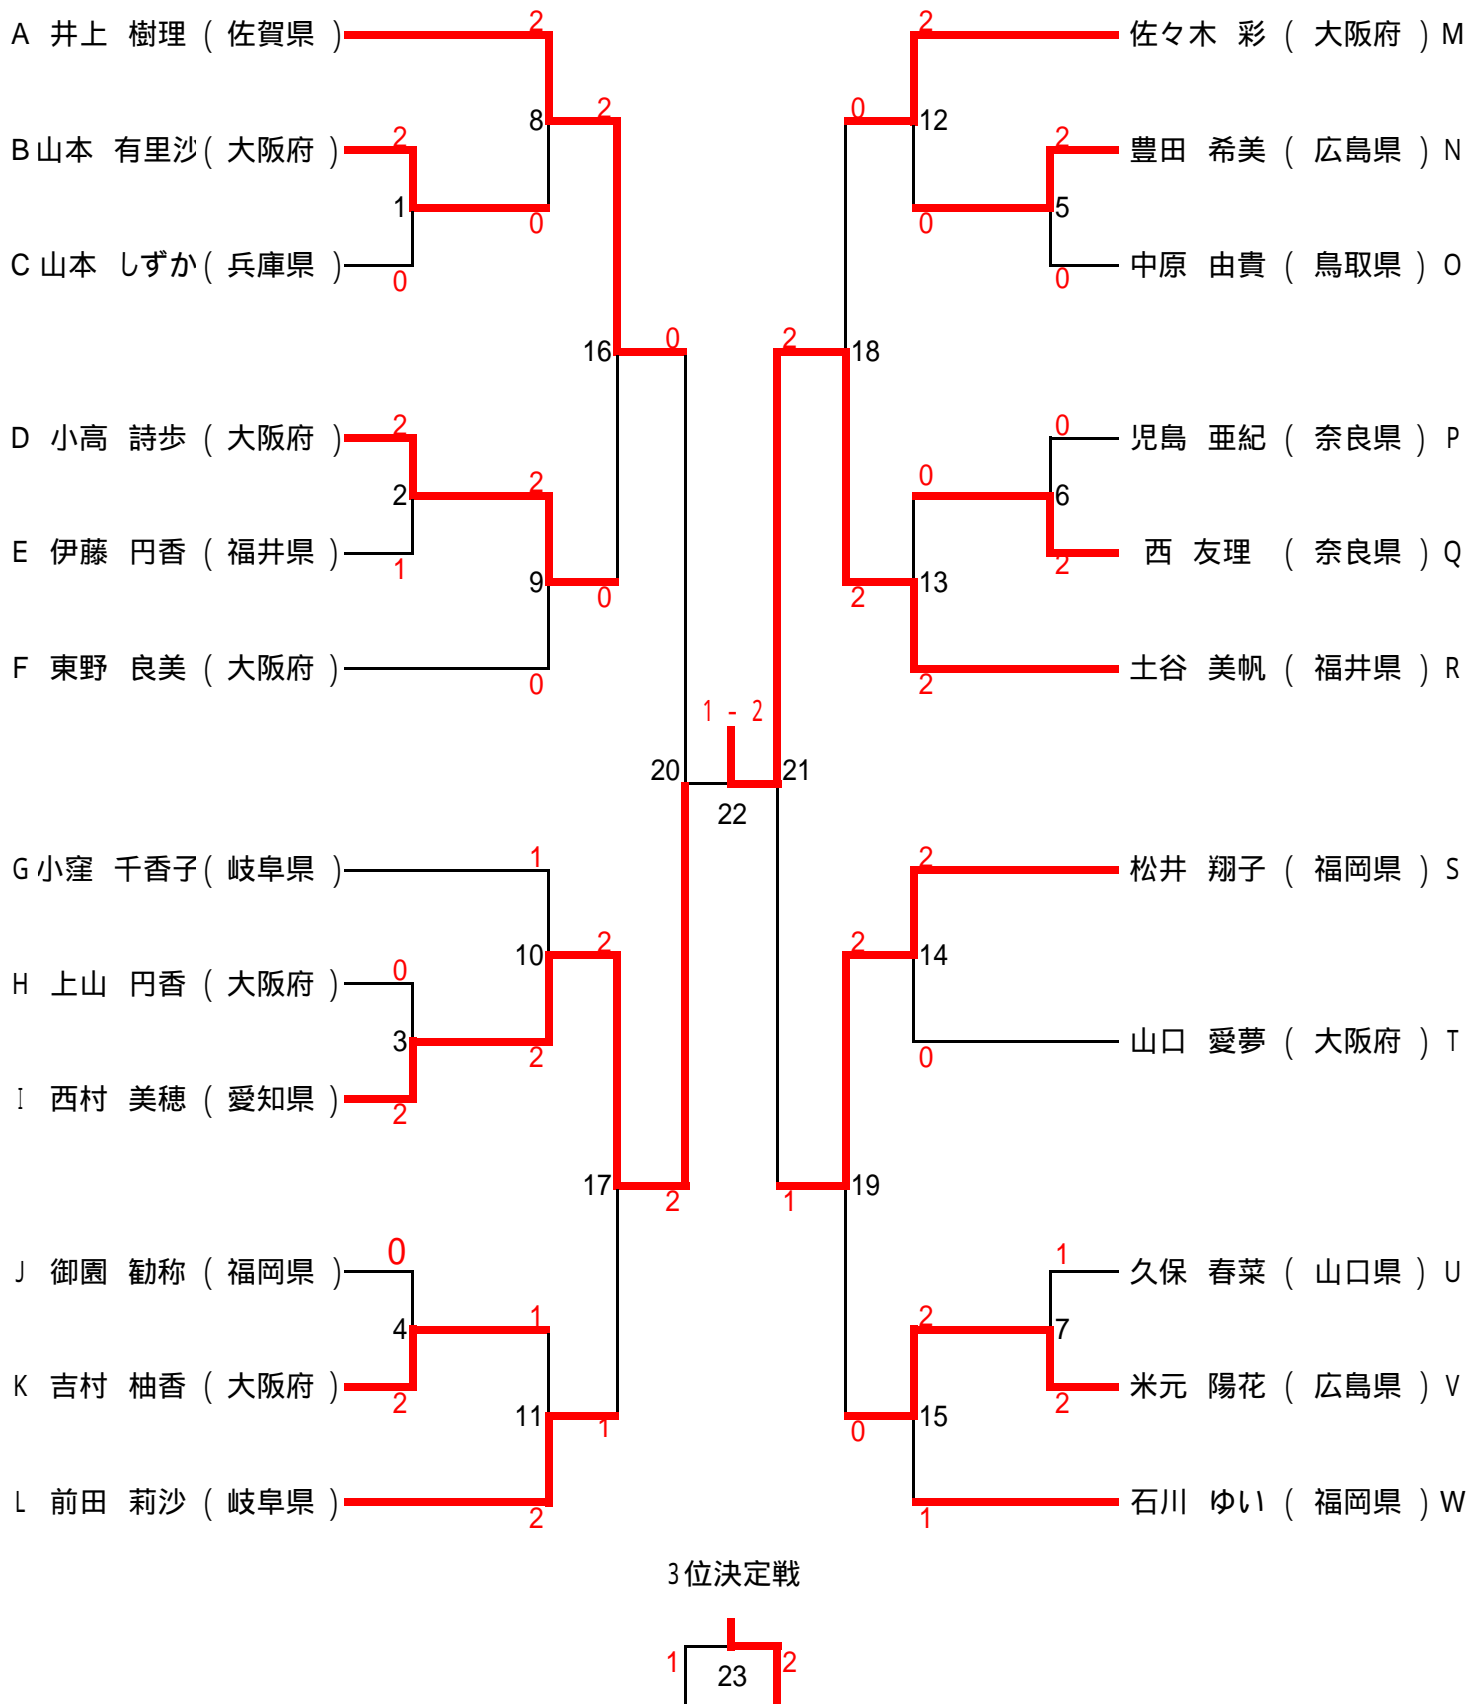 2 2
A 井上 樹理 ( 佐賀県 ) 佐々木 彩 ( 大阪府 ) M
8 2 0 12
B 山本 有里沙 ( 大阪府 ) 2 2 豊田 希美 ( 広島県 ) N
1 0 0 5
C 山本 しずか ( 兵庫県 ) 0 0 中原 由貴 ( 鳥取県 ) O
16 0 2 18
D 小高 詩歩 ( 大阪府 ) 2 0 児島 亜紀 ( 奈良県 ) P
2 2 0 6
E 伊藤 円香 ( 福井県 ) 1 2 西 友理 ( 奈良県 ) Q
9 0 2 13
F 東野 良美 ( 大阪府 ) 0 2 土谷 美帆 ( 福井県 ) R
1 - 2
20 21
22
G 小窪 千香子 ( 岐阜県 ) 1 2 松井 翔子 ( 福岡県 ) S
10 2 2 14
H 上山 円香 ( 大阪府 ) 0
3 2 0 山口 愛夢 ( 大阪府 ) T
I 西村 美穂 ( 愛知県 ) 2
17 2 1 19
J 御園 勧称 ( 福岡県 ) 0 1 久保 春菜 ( 山口県 ) U
4 1 2 7
K 吉村 柚香 ( 大阪府 ) 2 2 米元 陽花 ( 広島県 ) V
11 1 0 15
L 前田 莉沙 ( 岐阜県 ) 2 1 石川 ゆい ( 福岡県 ) W
3位決定戦
1 23 2